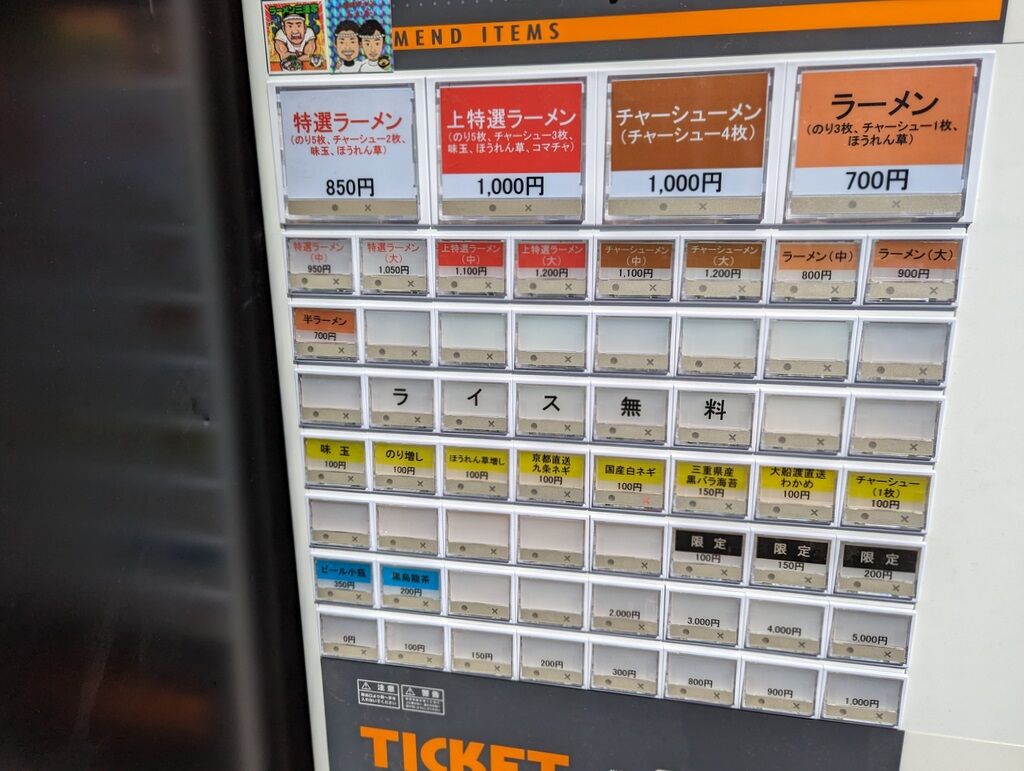 ラーメン三浦家
MEND ITEMS
特選ラーメン
(のり5枚、チャーシュー2枚、
味玉、ほうれん草)
850円
上特選ラーメン
(のり5枚、チャーシュー3枚、
味玉、ほうれん草、コマチャ)
1,000円
チャーシューメン
(チャーシュー4枚)
1,000円
ラーメン
(のり3枚、チャーシュー1枚、
ほうれん草)
700円
特選ラーメン
(中)
950円
特選ラーメン
(大)
1,050円
上特選ラーメン
(中)
1,100円
上特選ラーメン
(大)
1,200円
チャーシューメン
(中)
1,100円
チャーシューメン
(大)
1,200円
ラーメン(中)
800円
ラーメン(大)
900円
半ラーメン
700円
ライス無料
味玉
100円
のり増し
100円
ほうれん草増し
100円
京都直送
九条ネギ
100円
国産白ネギ
100円
三重県産
黒バラ海苔
150円
大船渡直送
わかめ
100円
チャーシュー
(1枚)
100円
限定
100円
限定
150円
限定
200円
ビール小瓶
350円
黒烏龍茶
200円
2,000円
3,000円
4,000円
5,000円
0円
100円
150円
200円
300円
800円
900円
1,000円
注意
警告
TICKET